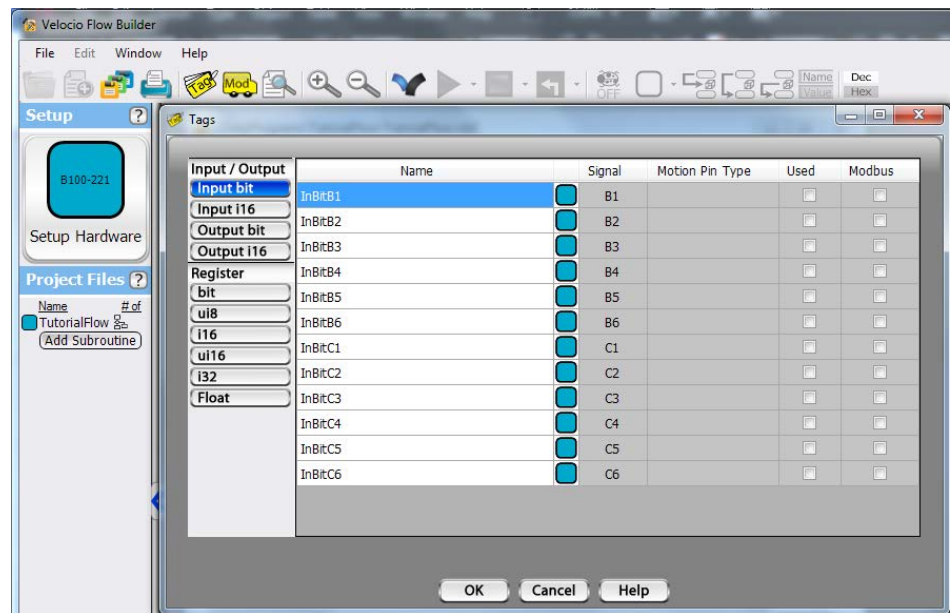 Velocio Flow Builder
File Edit Window Help
Tag
Mod
OFF
Name
Value
Dec
Hex
Setup ?
B100-221
Setup Hardware
Project Files ?
Name # of
TutorialFlow
Add Subroutine
Tags
Input / Output
Input bit
Input i16
Output bit
Output i16
Register
bit
ui8
i16
ui16
i32
Float
Name Signal Motion Pin Type Used Modbus
InBitB1 B1
InBitB2 B2
InBitB3 B3
InBitB4 B4
InBitB5 B5
InBitB6 B6
InBitC1 C1
InBitC2 C2
InBitC3 C3
InBitC4 C4
InBitC5 C5
InBitC6 C6
OK Cancel Help